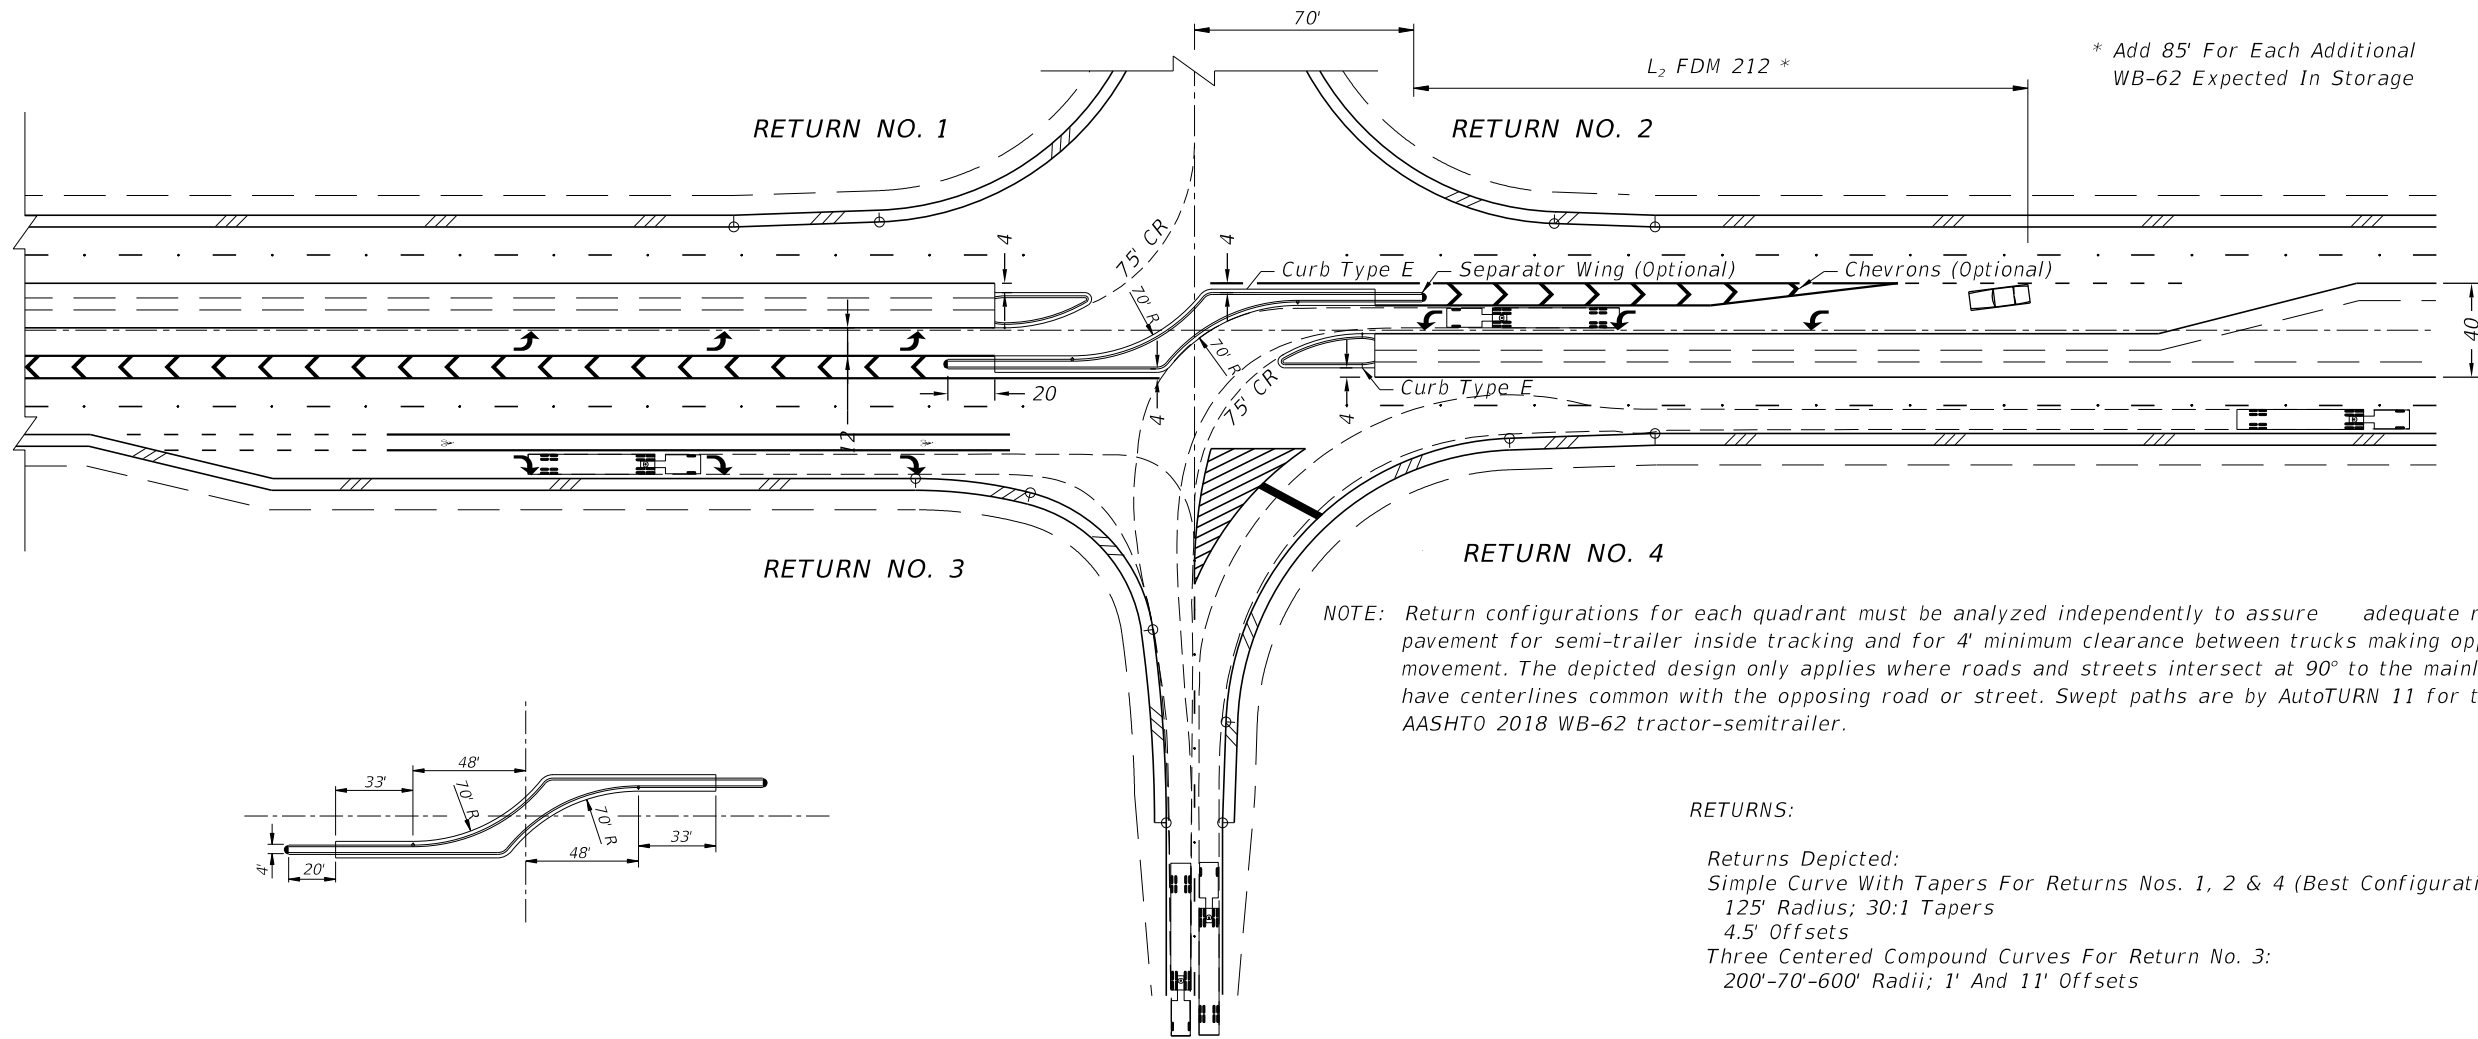 70'
L₂ FDM 212 *
* Add 85' For Each Additional
WB-62 Expected In Storage
RETURN NO. 1
RETURN NO. 2
75' CR
70' R
4
4
Curb Type E
Separator Wing (Optional)
Chevrons (Optional)
40
20
12
4
70' R
75' CR
4
Curb Type E
RETURN NO. 3
RETURN NO. 4
NOTE: Return configurations for each quadrant must be analyzed independently to assure adequate
pavement for semi-trailer inside tracking and for 4' minimum clearance between trucks making
movement. The depicted design only applies where roads and streets intersect at 90° to the
have centerlines common with the opposing road or street. Swept paths are by AutoTURN 11 for
AASHTO 2018 WB-62 tractor-semitrailer.
48'
33'
70' R
70' R
33'
48'
4'
20'
RETURNS:
Returns Depicted:
Simple Curve With Tapers For Returns Nos. 1, 2 & 4 (Best
125' Radius; 30:1 Tapers
4.5' Offsets
Three Centered Compound Curves For Return No. 3:
200'-70'-600' Radii; 1' And 11' Offsets